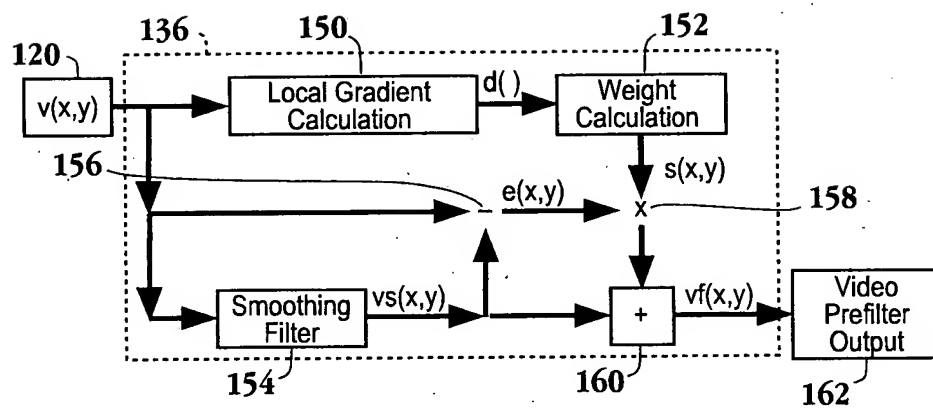 136
150
152
120
v(x,y)
Local Gradient
Calculation
d( )
Weight
Calculation
156
s(x,y)
–
e(x,y)
x
158
Smoothing
Filter
vs(x,y)
+
vf(x,y)
Video
Prefilter
Output
154
160
162